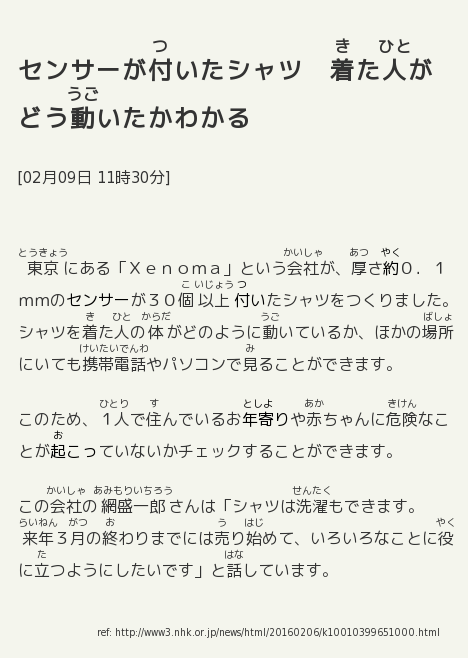 センサーが付いたシャツ　着た人が
どう動いたかわかる
[02月09日 11時30分]
東京にある「Ｘｅｎｏｍａ」という会社が、厚さ約０．１
mmのセンサーが３０個以上付いたシャツをつくりました。
シャツを着た人の体がどのように動いているか、ほかの場所
にいても携帯電話やパソコンで見ることができます。
このため、１人で住んでいるお年寄りや赤ちゃんに危険なこ
とが起こっていないかチェックすることができます。
この会社の網盛一郎さんは「シャツは洗濯もできます。
来年３月の終わりまでには売り始めて、いろいろなことに役
に立つようにしたいです」と話しています。
ref: http://www3.nhk.or.jp/news/html/20160206/k10010399651000.html